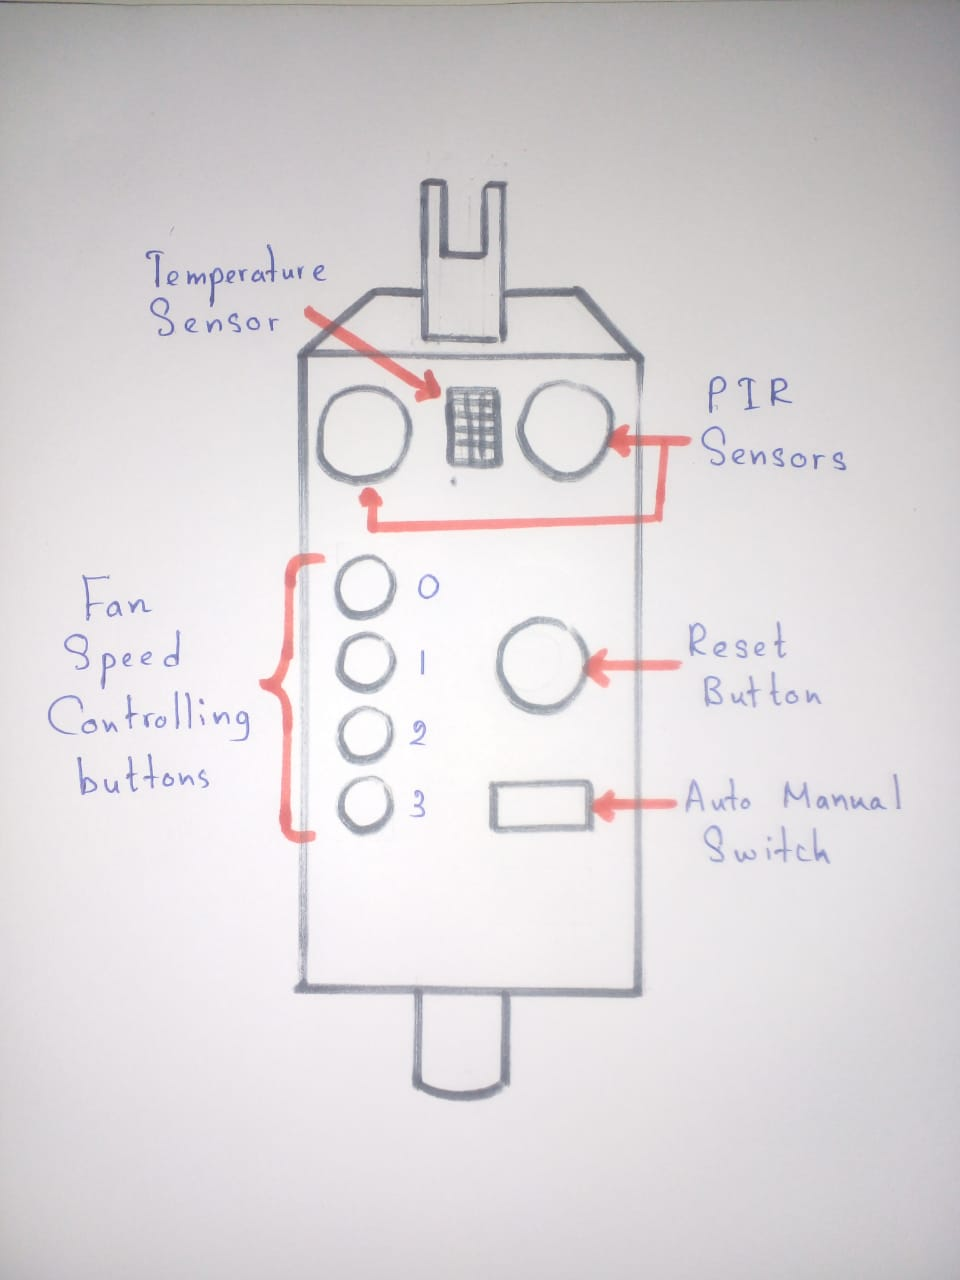 Temperature
Sensor
PIR
Sensors
Fan
Speed
Controlling
buttons
0
1
2
3
Reset
Button
Auto Manual
Switch